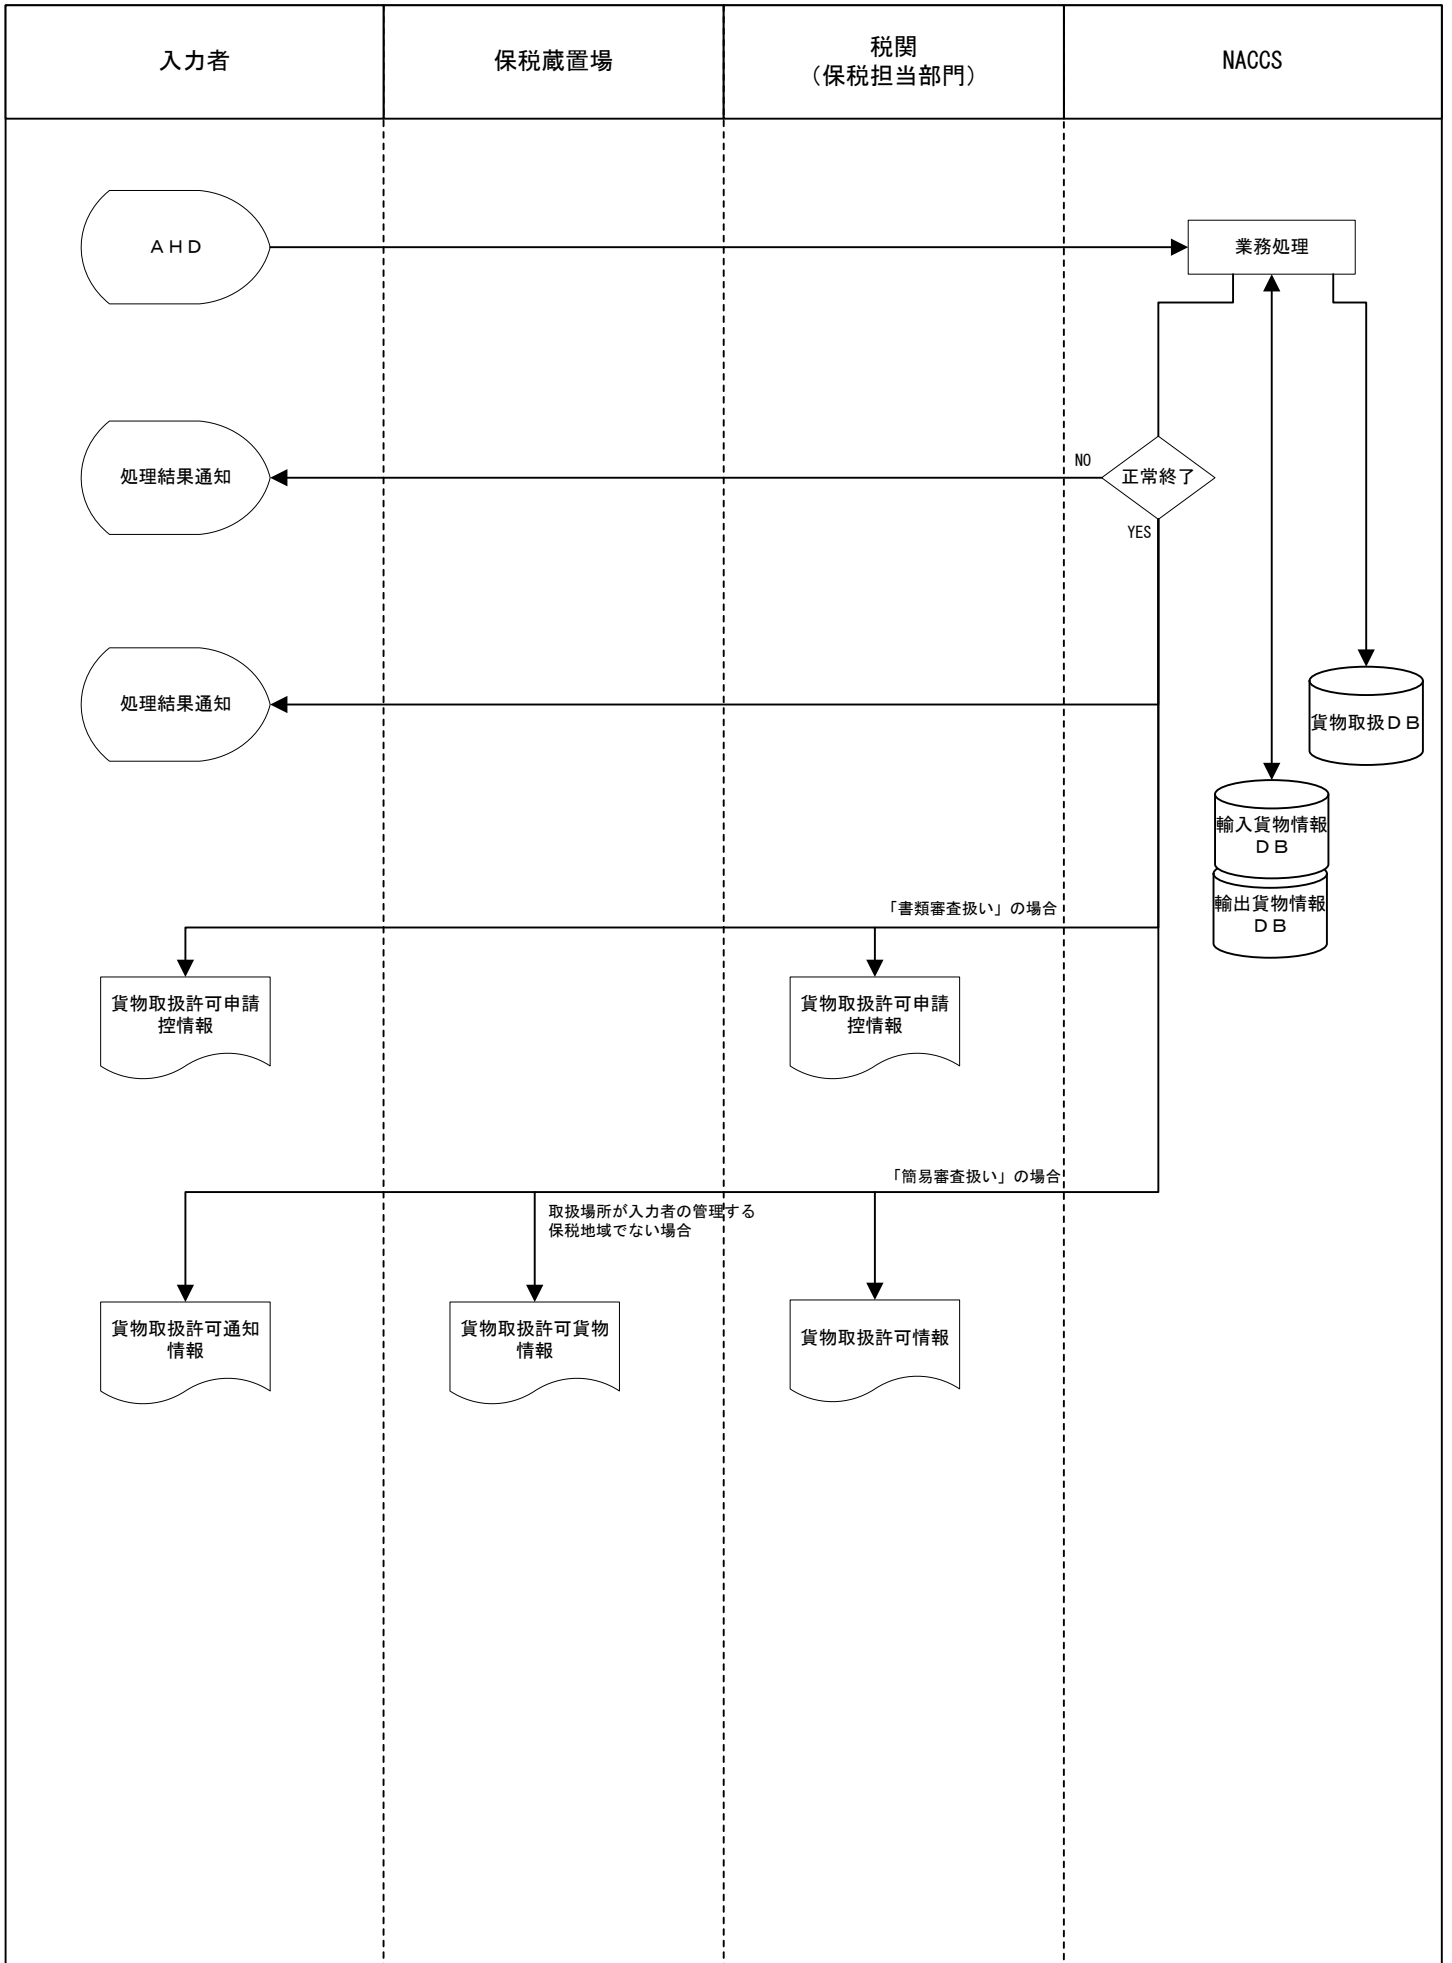 入力者
保税蔵置場
税関
(保税担当部門)
NACCS
ＡＨＤ
業務処理
処理結果通知
NO
正常終了
YES
処理結果通知
貨物取扱ＤＢ
輸入貨物情報
ＤＢ
輸出貨物情報
ＤＢ
「書類審査扱い」の場合
貨物取扱許可申請
控情報
貨物取扱許可申請
控情報
「簡易審査扱い」の場合
取扱場所が入力者の管理する
保税地域でない場合
貨物取扱許可通知
情報
貨物取扱許可貨物
情報
貨物取扱許可情報